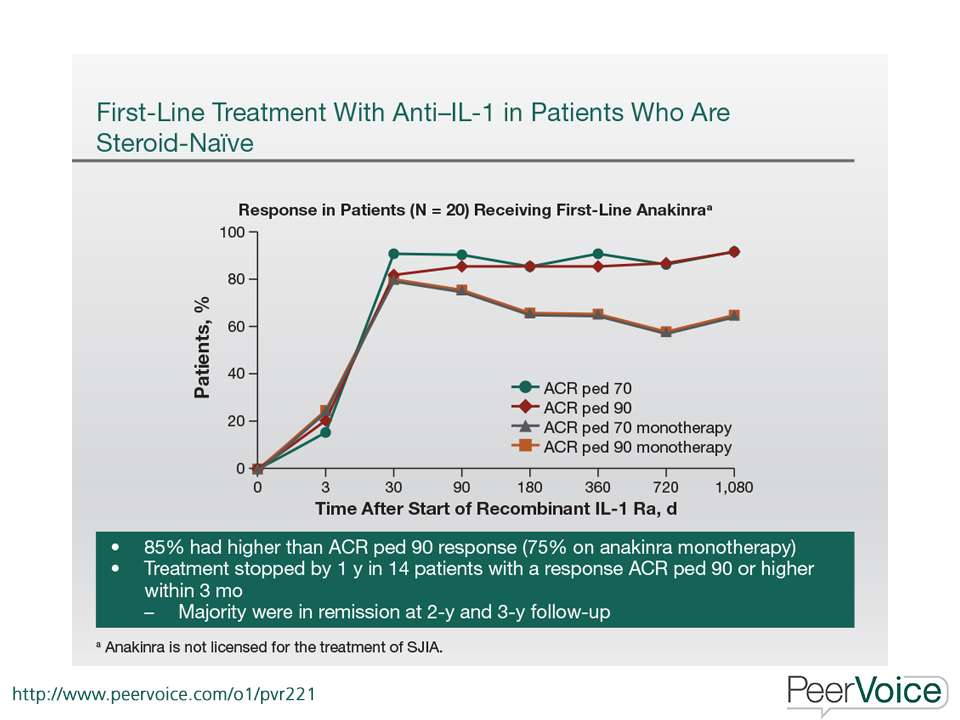 First-Line Treatment With Anti–IL-1 in Patients Who Are
Steroid-Naïve
Response in Patients (N = 20) Receiving First-Line Anakinraᵃ
Patients, %
100
80
60
40
20
0
0 3 30 90 180 360 720 1,080
Time After Start of Recombinant IL-1 Ra, d
ACR ped 70
ACR ped 90
ACR ped 70 monotherapy
ACR ped 90 monotherapy
• 85% had higher than ACR ped 90 response (75% on anakinra monotherapy)
• Treatment stopped by 1 y in 14 patients with a response ACR ped 90 or higher
within 3 mo
– Majority were in remission at 2-y and 3-y follow-up
ᵃ Anakinra is not licensed for the treatment of SJIA.
http://www.peervoice.com/o1/pvr221
PeerVoice